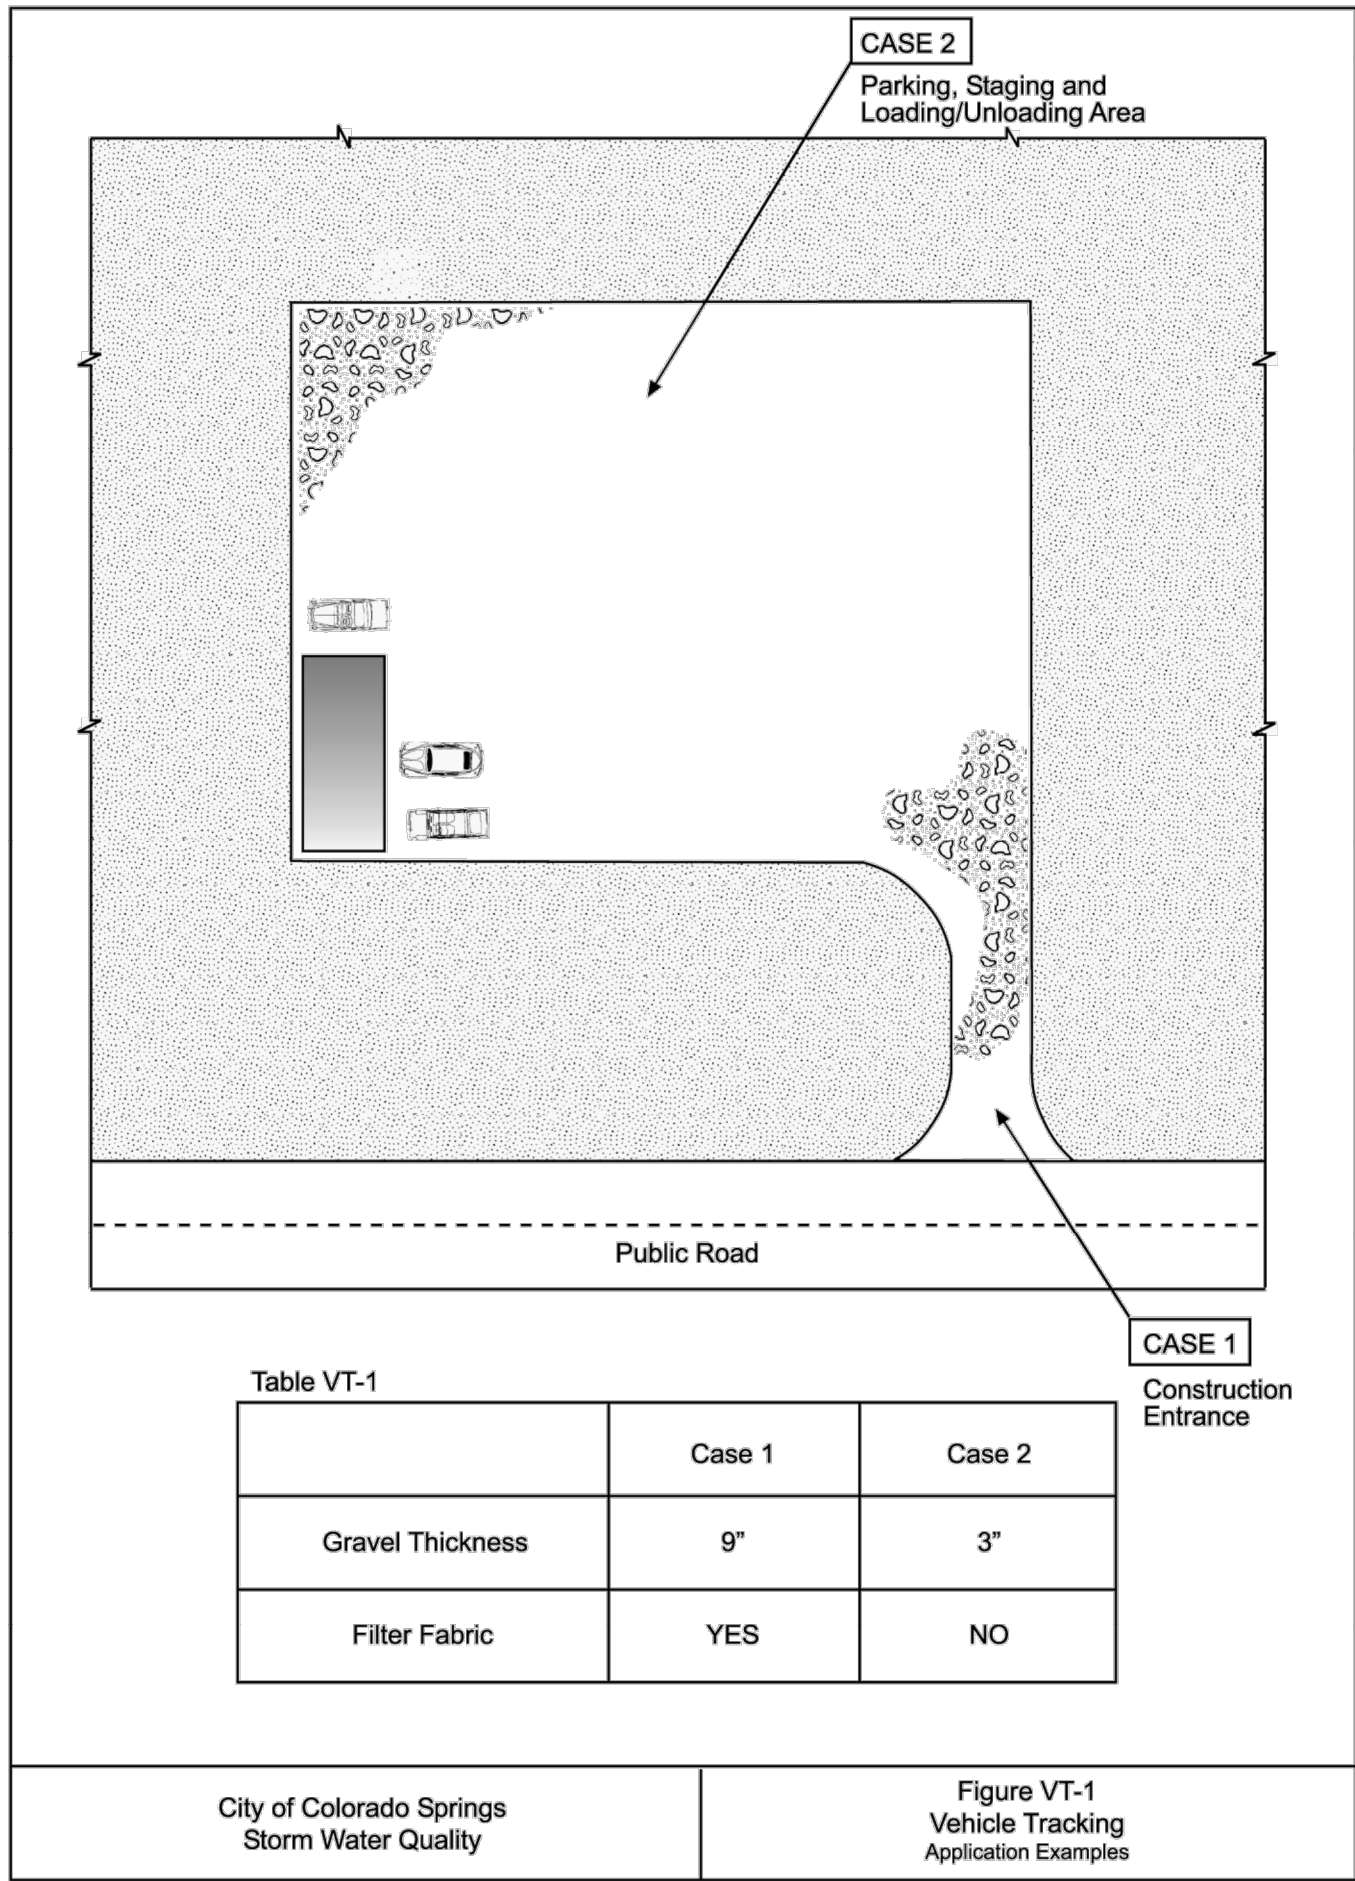 CASE 2
Parking, Staging and
Loading/Unloading Area
Public Road
CASE 1
Construction
Entrance
Table VT-1
Case 1 Case 2
Gravel Thickness 9” 3”
Filter Fabric YES NO
City of Colorado Springs
Storm Water Quality
Figure VT-1
Vehicle Tracking
Application Examples